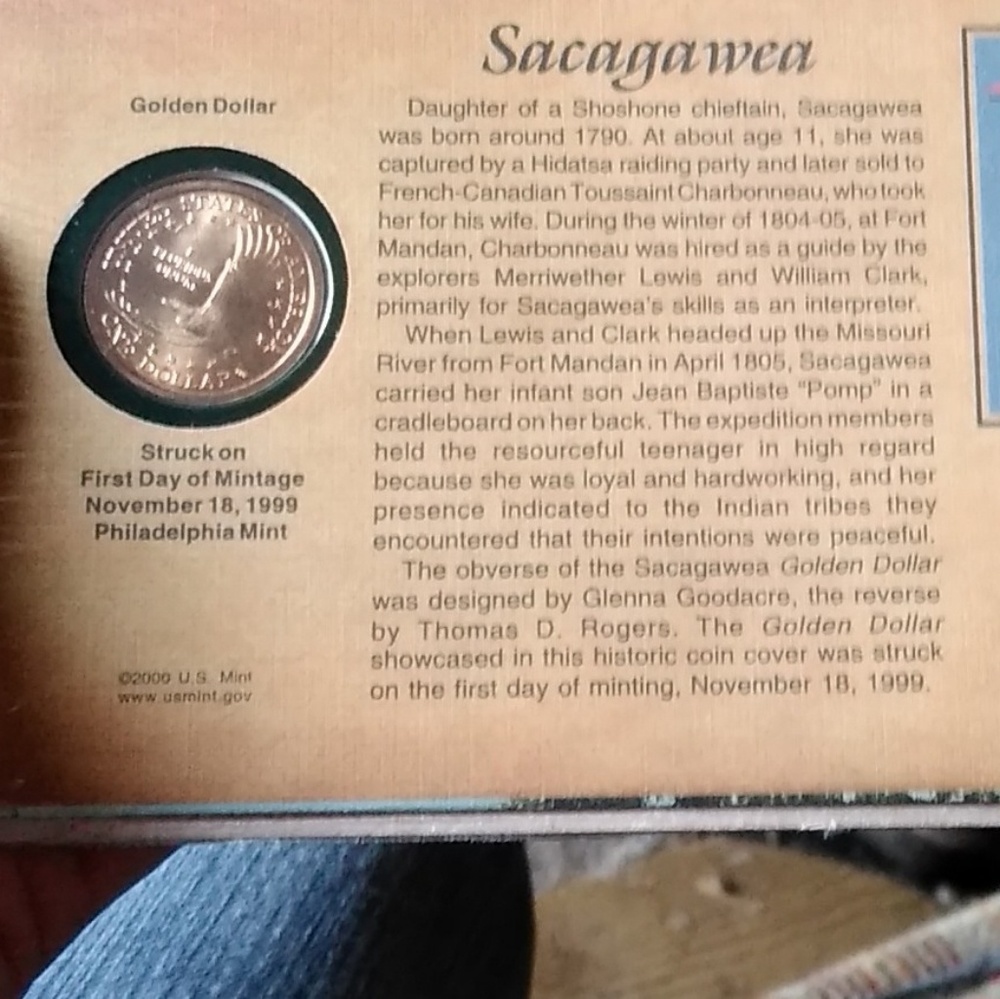 Sacagawea
Golden Dollar
UNITED STATES OF AMERICA
E PLURIBUS UNUM
ONE DOLLAR
Struck on
First Day of Mintage
November 18, 1999
Philadelphia Mint
©2000 U.S. Mint
www.usmint.gov
Daughter of a Shoshone chieftain, Sacagawea
was born around 1790. At about age 11, she was
captured by a Hidatsa raiding party and later sold to
French-Canadian Toussaint Charbonneau, who took
her for his wife. During the winter of 1804-05, at Fort
Mandan, Charbonneau was hired as a guide by the
explorers Merriwether Lewis and William Clark,
primarily for Sacagawea's skills as an interpreter.
When Lewis and Clark headed up the Missouri
River from Fort Mandan in April 1805, Sacagawea
carried her infant son Jean Baptiste "Pomp" in a
cradleboard on her back. The expedition members
held the resourceful teenager in high regard
because she was loyal and hardworking, and her
presence indicated to the Indian tribes they
encountered that their intentions were peaceful.
The obverse of the Sacagawea Golden Dollar
was designed by Glenna Goodacre, the reverse
by Thomas D. Rogers. The Golden Dollar
showcased in this historic coin cover was struck
on the first day of minting, November 18, 1999.